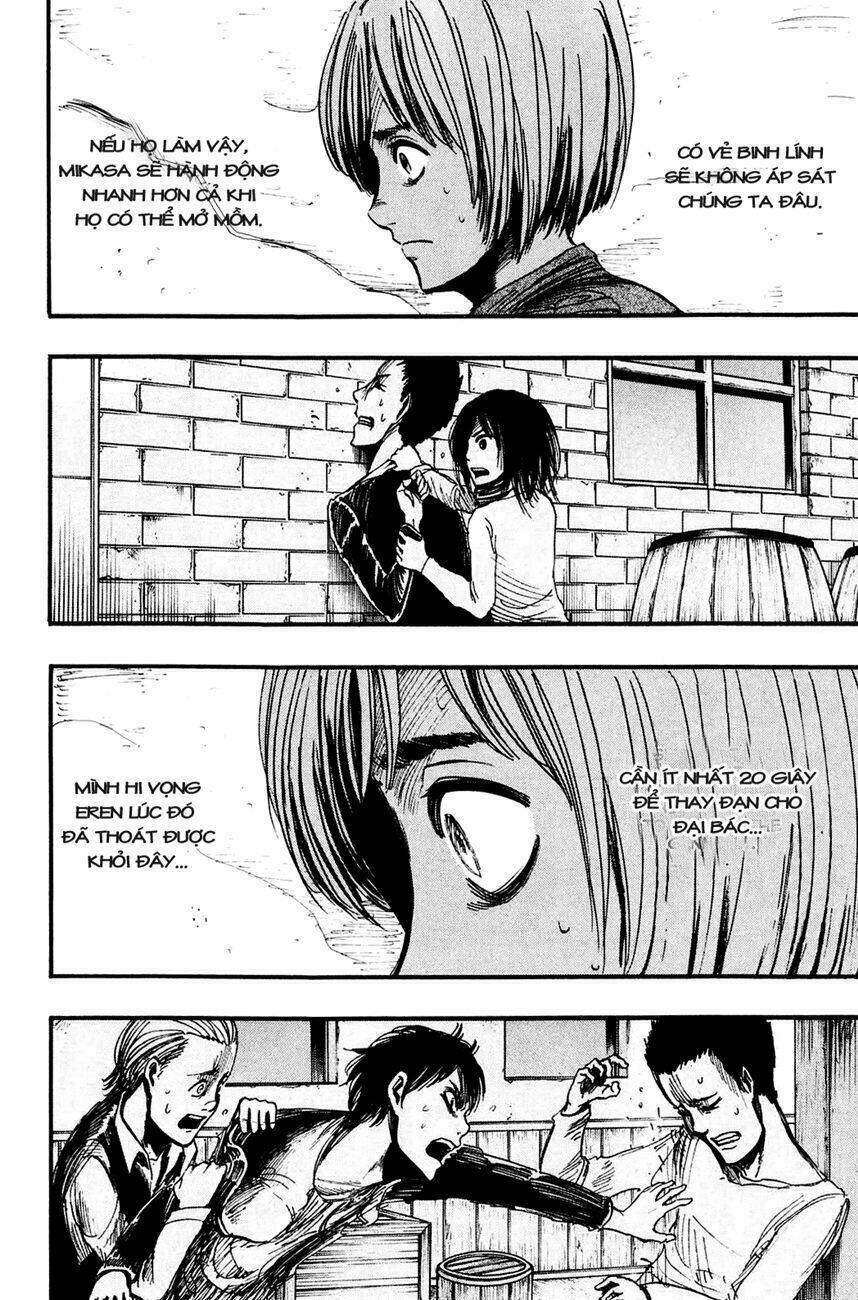 CÓ VẺ BINH LÍNH
SẼ KHÔNG ÁP SÁT
CHÚNG TA ĐÂU.
NẾU HỌ LÀM VẬY,
MIKASA SẼ HÀNH ĐỘNG
NHANH HƠN CẢ KHI
HỌ CÓ THỂ MỞ MỒM.
CẦN ÍT NHẤT 20 GIÂY
ĐỂ THAY ĐẠN CHO
ĐẠI BÁC...
MÌNH HI VỌNG
EREN LÚC ĐÓ
ĐÃ THOÁT ĐƯỢC
KHỎI ĐÂY...